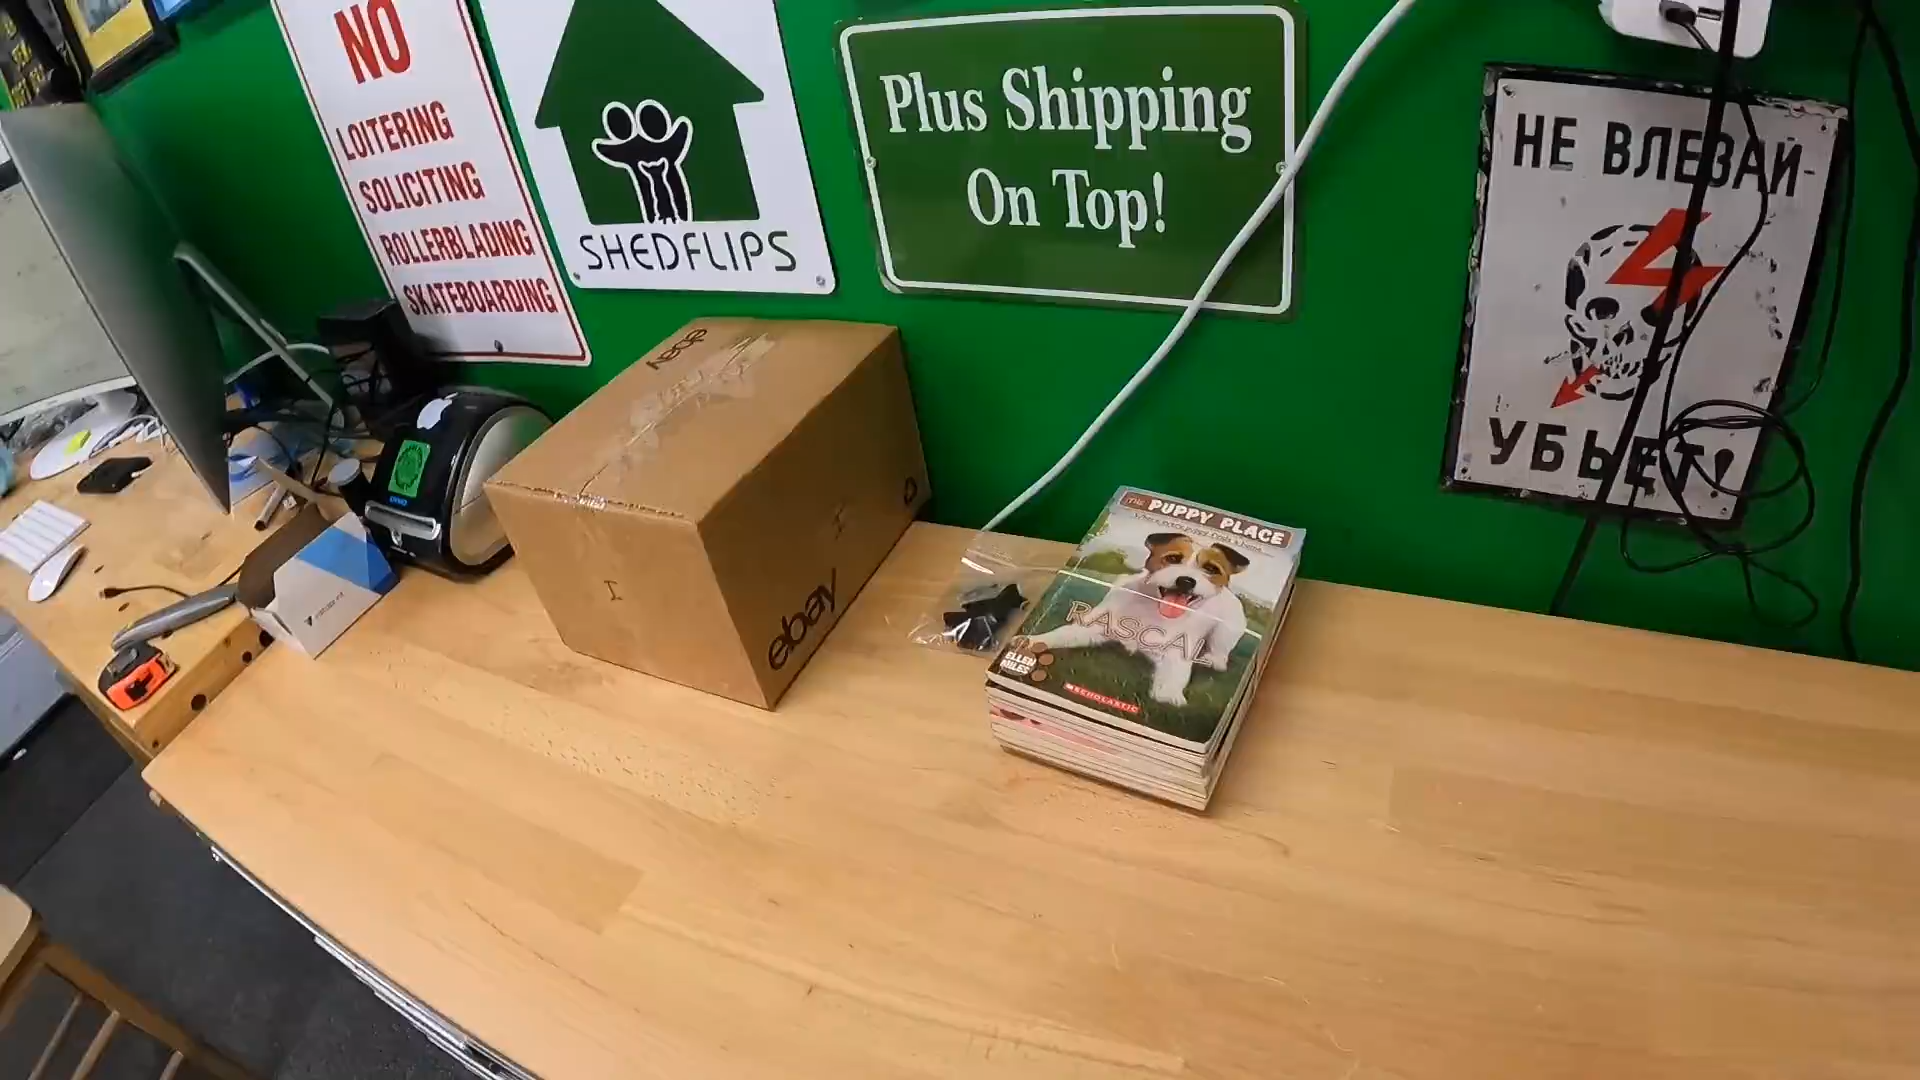 NO
LOITERING
SOLICITING
ROLLERBLADING
SKATEBOARDING
SHEDFLIPS
Plus Shipping
On Top!
НЕ ВЛЕЗАЙ-
УБЬЕТ!
ebay
ebay
THE PUPPY PLACE
RASCAL
ELLEN
MILES
SCHOLASTIC